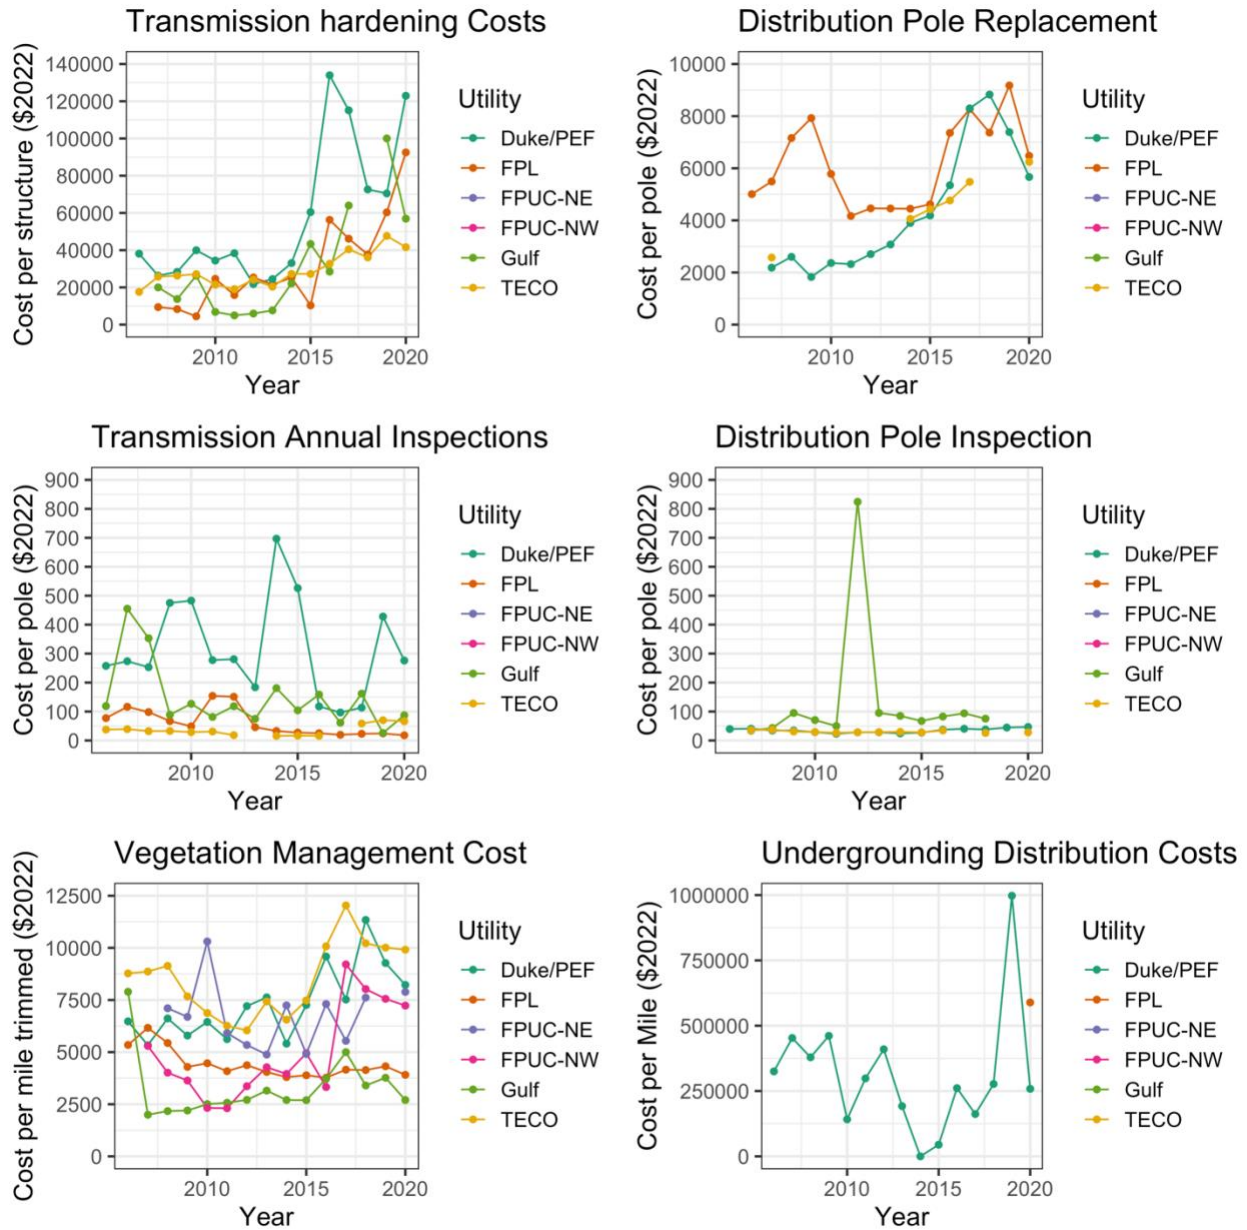 Transmission hardening Costs
Cost per structure ($2022)
140000
120000
100000
80000
60000
40000
20000
0
2010 2015 2020
Year
Utility
Duke/PEF
FPL
FPUC-NE
FPUC-NW
Gulf
TECO
Distribution Pole Replacement
Cost per pole ($2022)
10000
8000
6000
4000
2000
0
2010 2015 2020
Year
Utility
Duke/PEF
FPL
FPUC-NE
FPUC-NW
Gulf
TECO
Transmission Annual Inspections
Cost per pole ($2022)
900
800
700
600
500
400
300
200
100
0
2010 2015 2020
Year
Utility
Duke/PEF
FPL
FPUC-NE
FPUC-NW
Gulf
TECO
Distribution Pole Inspection
Cost per pole ($2022)
900
800
700
600
500
400
300
200
100
0
2010 2015 2020
Year
Utility
Duke/PEF
FPL
FPUC-NE
FPUC-NW
Gulf
TECO
Vegetation Management Cost
Cost per mile trimmed ($2022)
12500
10000
7500
5000
2500
0
2010 2015 2020
Year
Utility
Duke/PEF
FPL
FPUC-NE
FPUC-NW
Gulf
TECO
Undergrounding Distribution Costs
Cost per Mile ($2022)
1000000
750000
500000
250000
0
2010 2015 2020
Year
Utility
Duke/PEF
FPL
FPUC-NE
FPUC-NW
Gulf
TECO